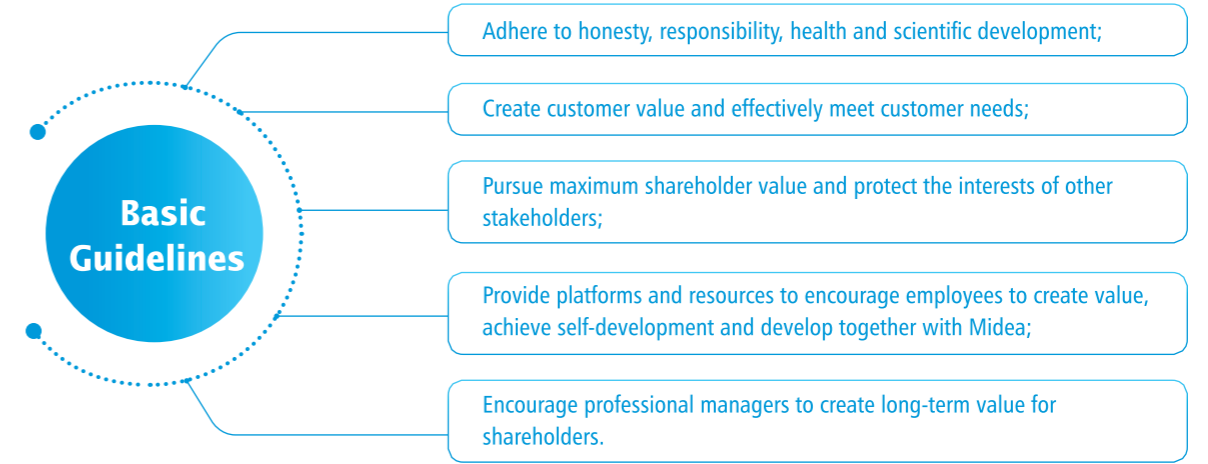 Basic
Guidelines
Adhere to honesty, responsibility, health and scientific development;
Create customer value and effectively meet customer needs;
Pursue maximum shareholder value and protect the interests of other
stakeholders;
Provide platforms and resources to encourage employees to create value,
achieve self-development and develop together with Midea;
Encourage professional managers to create long-term value for
shareholders.